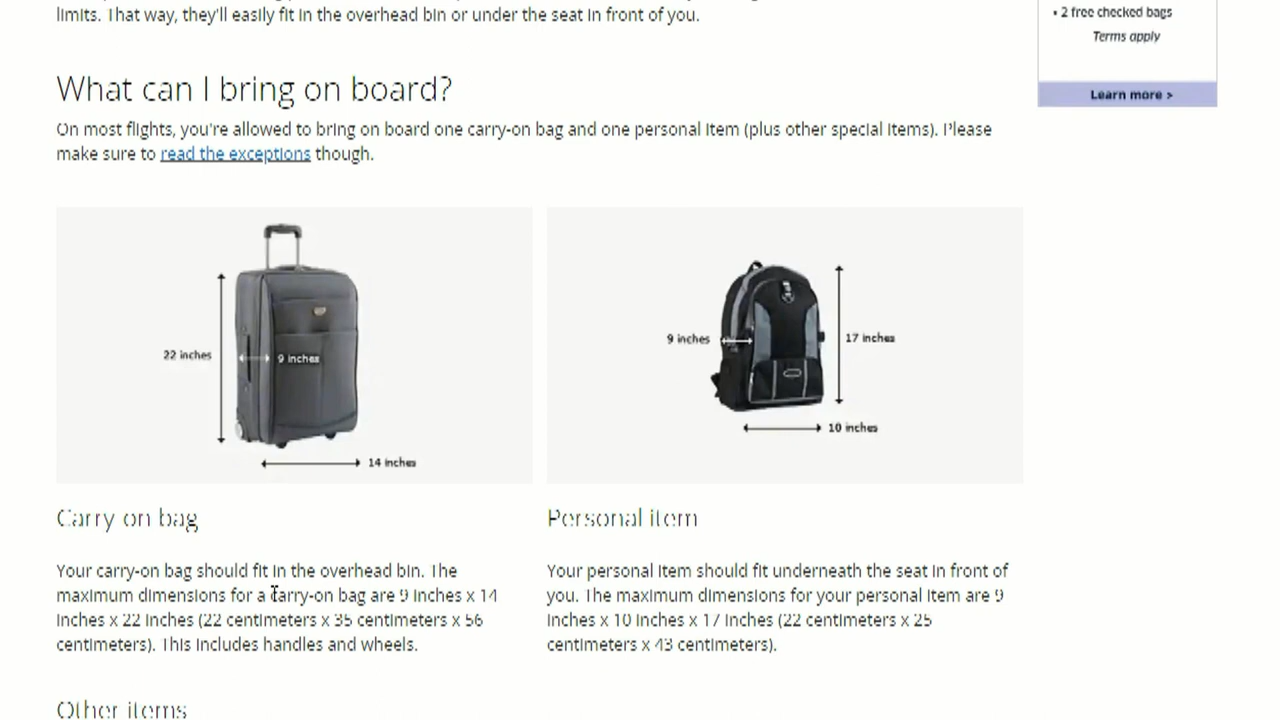 limits. That way, they'll easily fit in the overhead bin or under the seat in front of you.
• 2 free checked bags
Terms apply
Learn more >
What can I bring on board?
On most flights, you're allowed to bring on board one carry-on bag and one personal item (plus other special items). Please
make sure to read the exceptions though.
22 inches
9 inches
14 inches
9 inches
17 inches
10 inches
Carry on bag
Your carry-on bag should fit in the overhead bin. The
maximum dimensions for a carry-on bag are 9 inches x 14
inches x 22 inches (22 centimeters x 35 centimeters x 56
centimeters). This includes handles and wheels.
Personal item
Your personal item should fit underneath the seat in front of
you. The maximum dimensions for your personal item are 9
inches x 10 inches x 17 inches (22 centimeters x 25
centimeters x 43 centimeters).
Other items